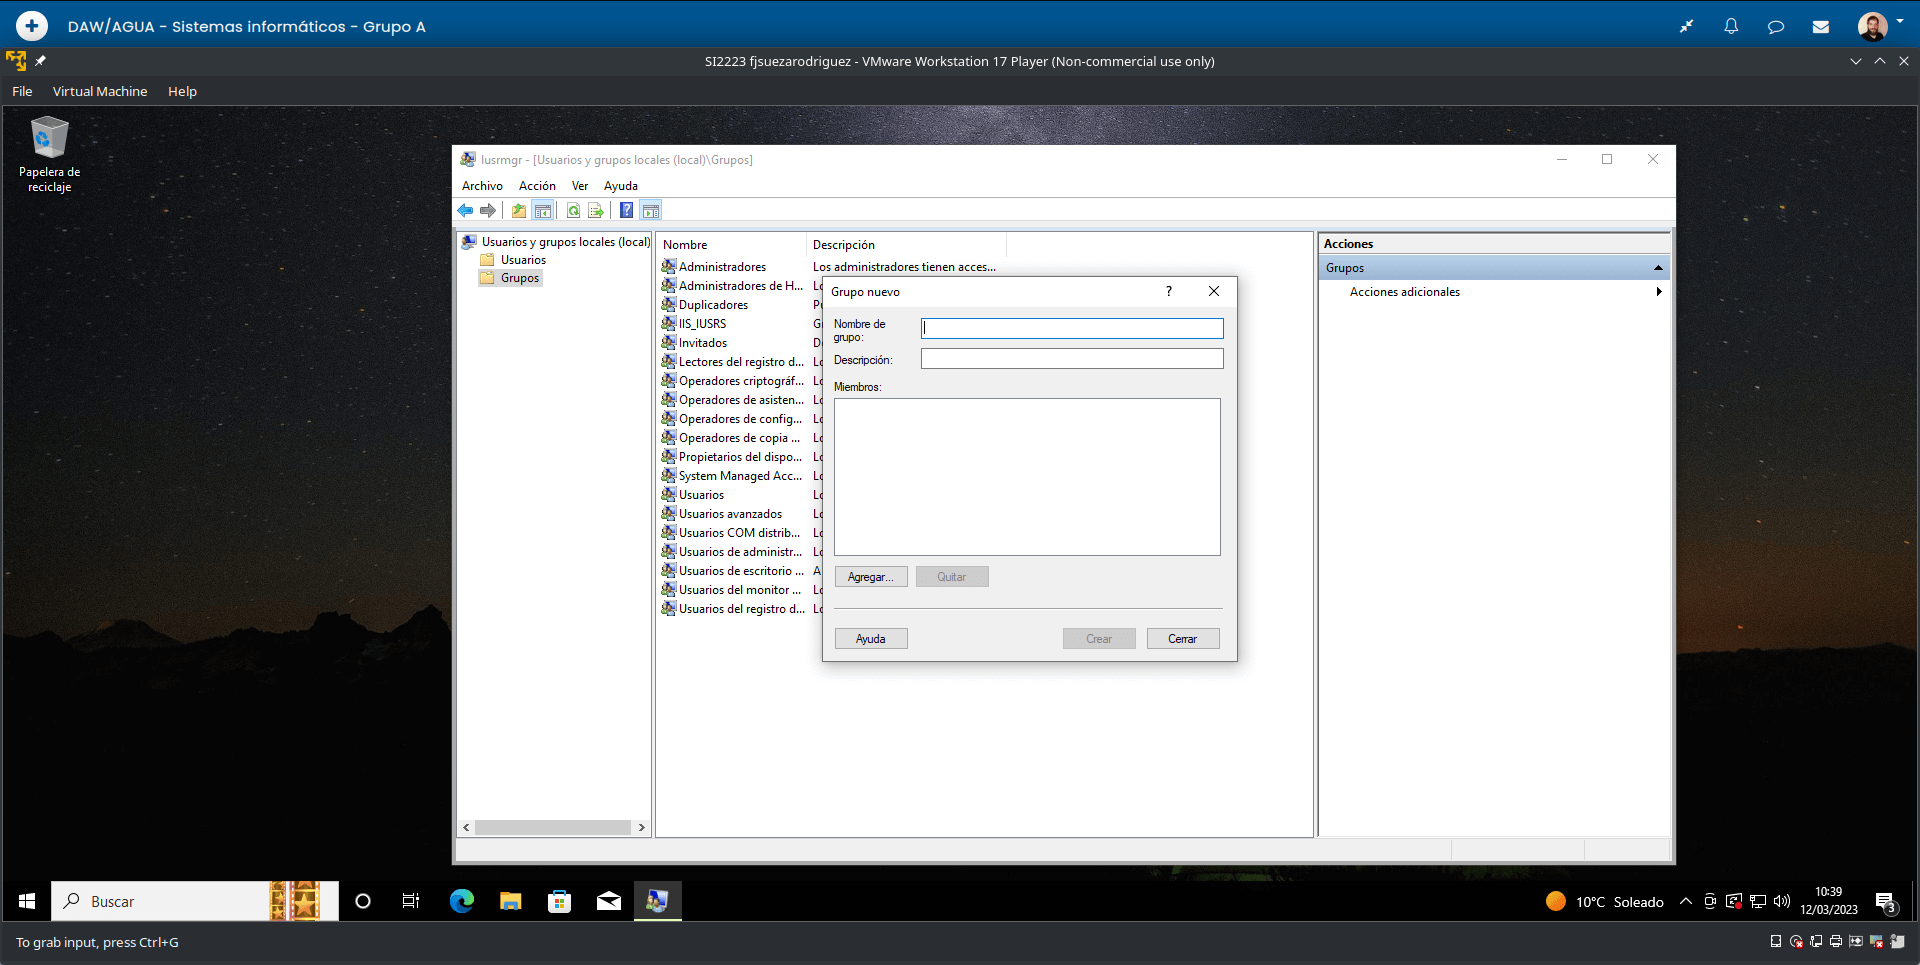 DAW/AGUA - Sistemas informáticos - Grupo A
SI2223 fjsuezarodriguez - VMware Workstation 17 Player (Non-commercial use only)
File Virtual Machine Help
Papelera de
reciclaje
lusrmgr - [Usuarios y grupos locales (local)\Grupos]
Archivo Acción Ver Ayuda
Usuarios y grupos locales (local)
Usuarios
Grupos
Nombre Descripción
Administradores Los administradores tienen acces...
Administradores de H... Lo
Duplicadores Pu
IIS_IUSRS G
Invitados D
Lectores del registro d... Lo
Operadores criptográf... Lo
Operadores de asisten... Lo
Operadores de config... Lo
Operadores de copia ... Lo
Propietarios del dispo... Lo
System Managed Acc... Lo
Usuarios Lo
Usuarios avanzados Lo
Usuarios COM distrib... Lo
Usuarios de administr... Lo
Usuarios de escritorio ... A
Usuarios del monitor ... Lo
Usuarios del registro d... Lo
Grupo nuevo
?
Nombre de
grupo:
Descripción:
Miembros:
Agregar... Quitar
Ayuda Crear Cerrar
Acciones
Grupos
Acciones adicionales
Buscar
10°C Soleado
10:39
12/03/2023
3
To grab input, press Ctrl+G